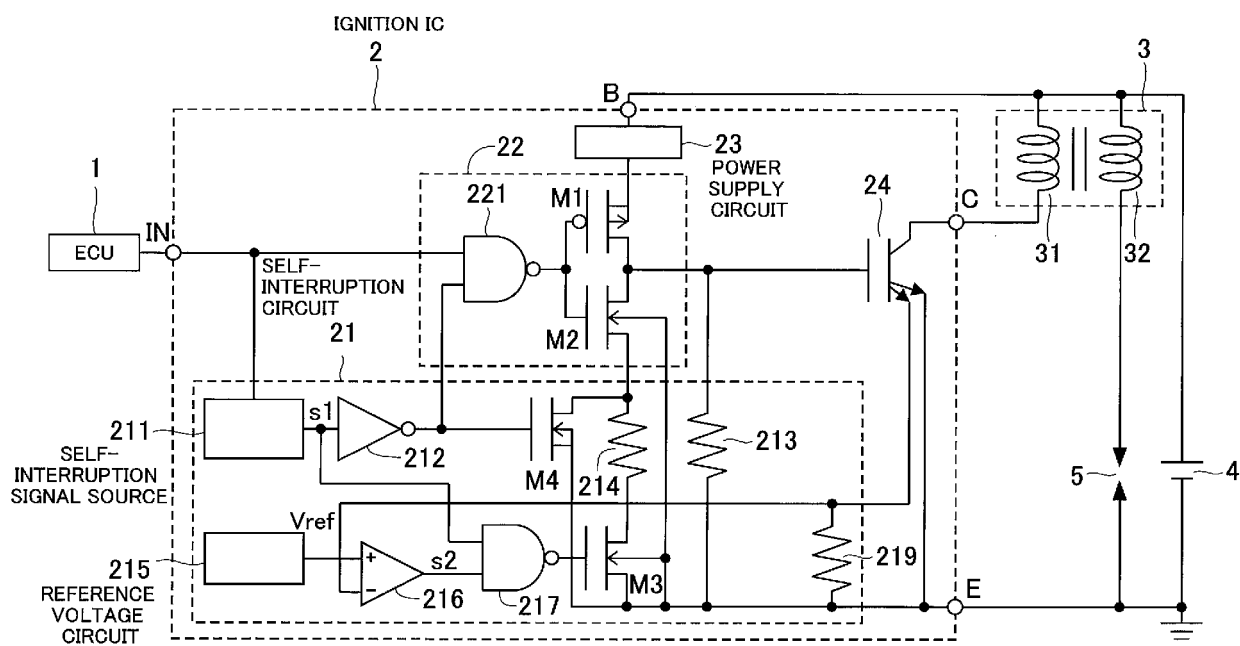 IGNITION IC
2
3
B
23
POWER
SUPPLY
CIRCUIT
22
1
221
M1
24
C
ECU
IN
31
32
SELF-
INTERRUPTION
CIRCUIT
21
M2
s1
211
212
M4
214
213
SELF-
INTERRUPTION
SIGNAL SOURCE
5
4
Vref
+
-
s2
215
216
217
M3
219
E
REFERENCE
VOLTAGE
CIRCUIT